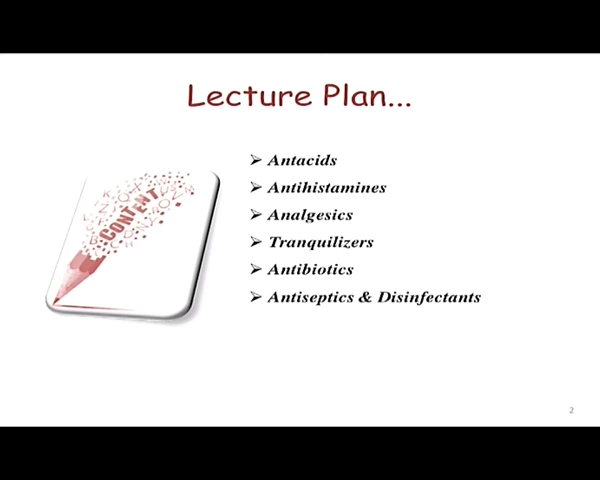 Lecture Plan...
➢ Antacids
➢ Antihistamines
➢ Analgesics
➢ Tranquilizers
➢ Antibiotics
➢ Antiseptics & Disinfectants
CONTENT
2